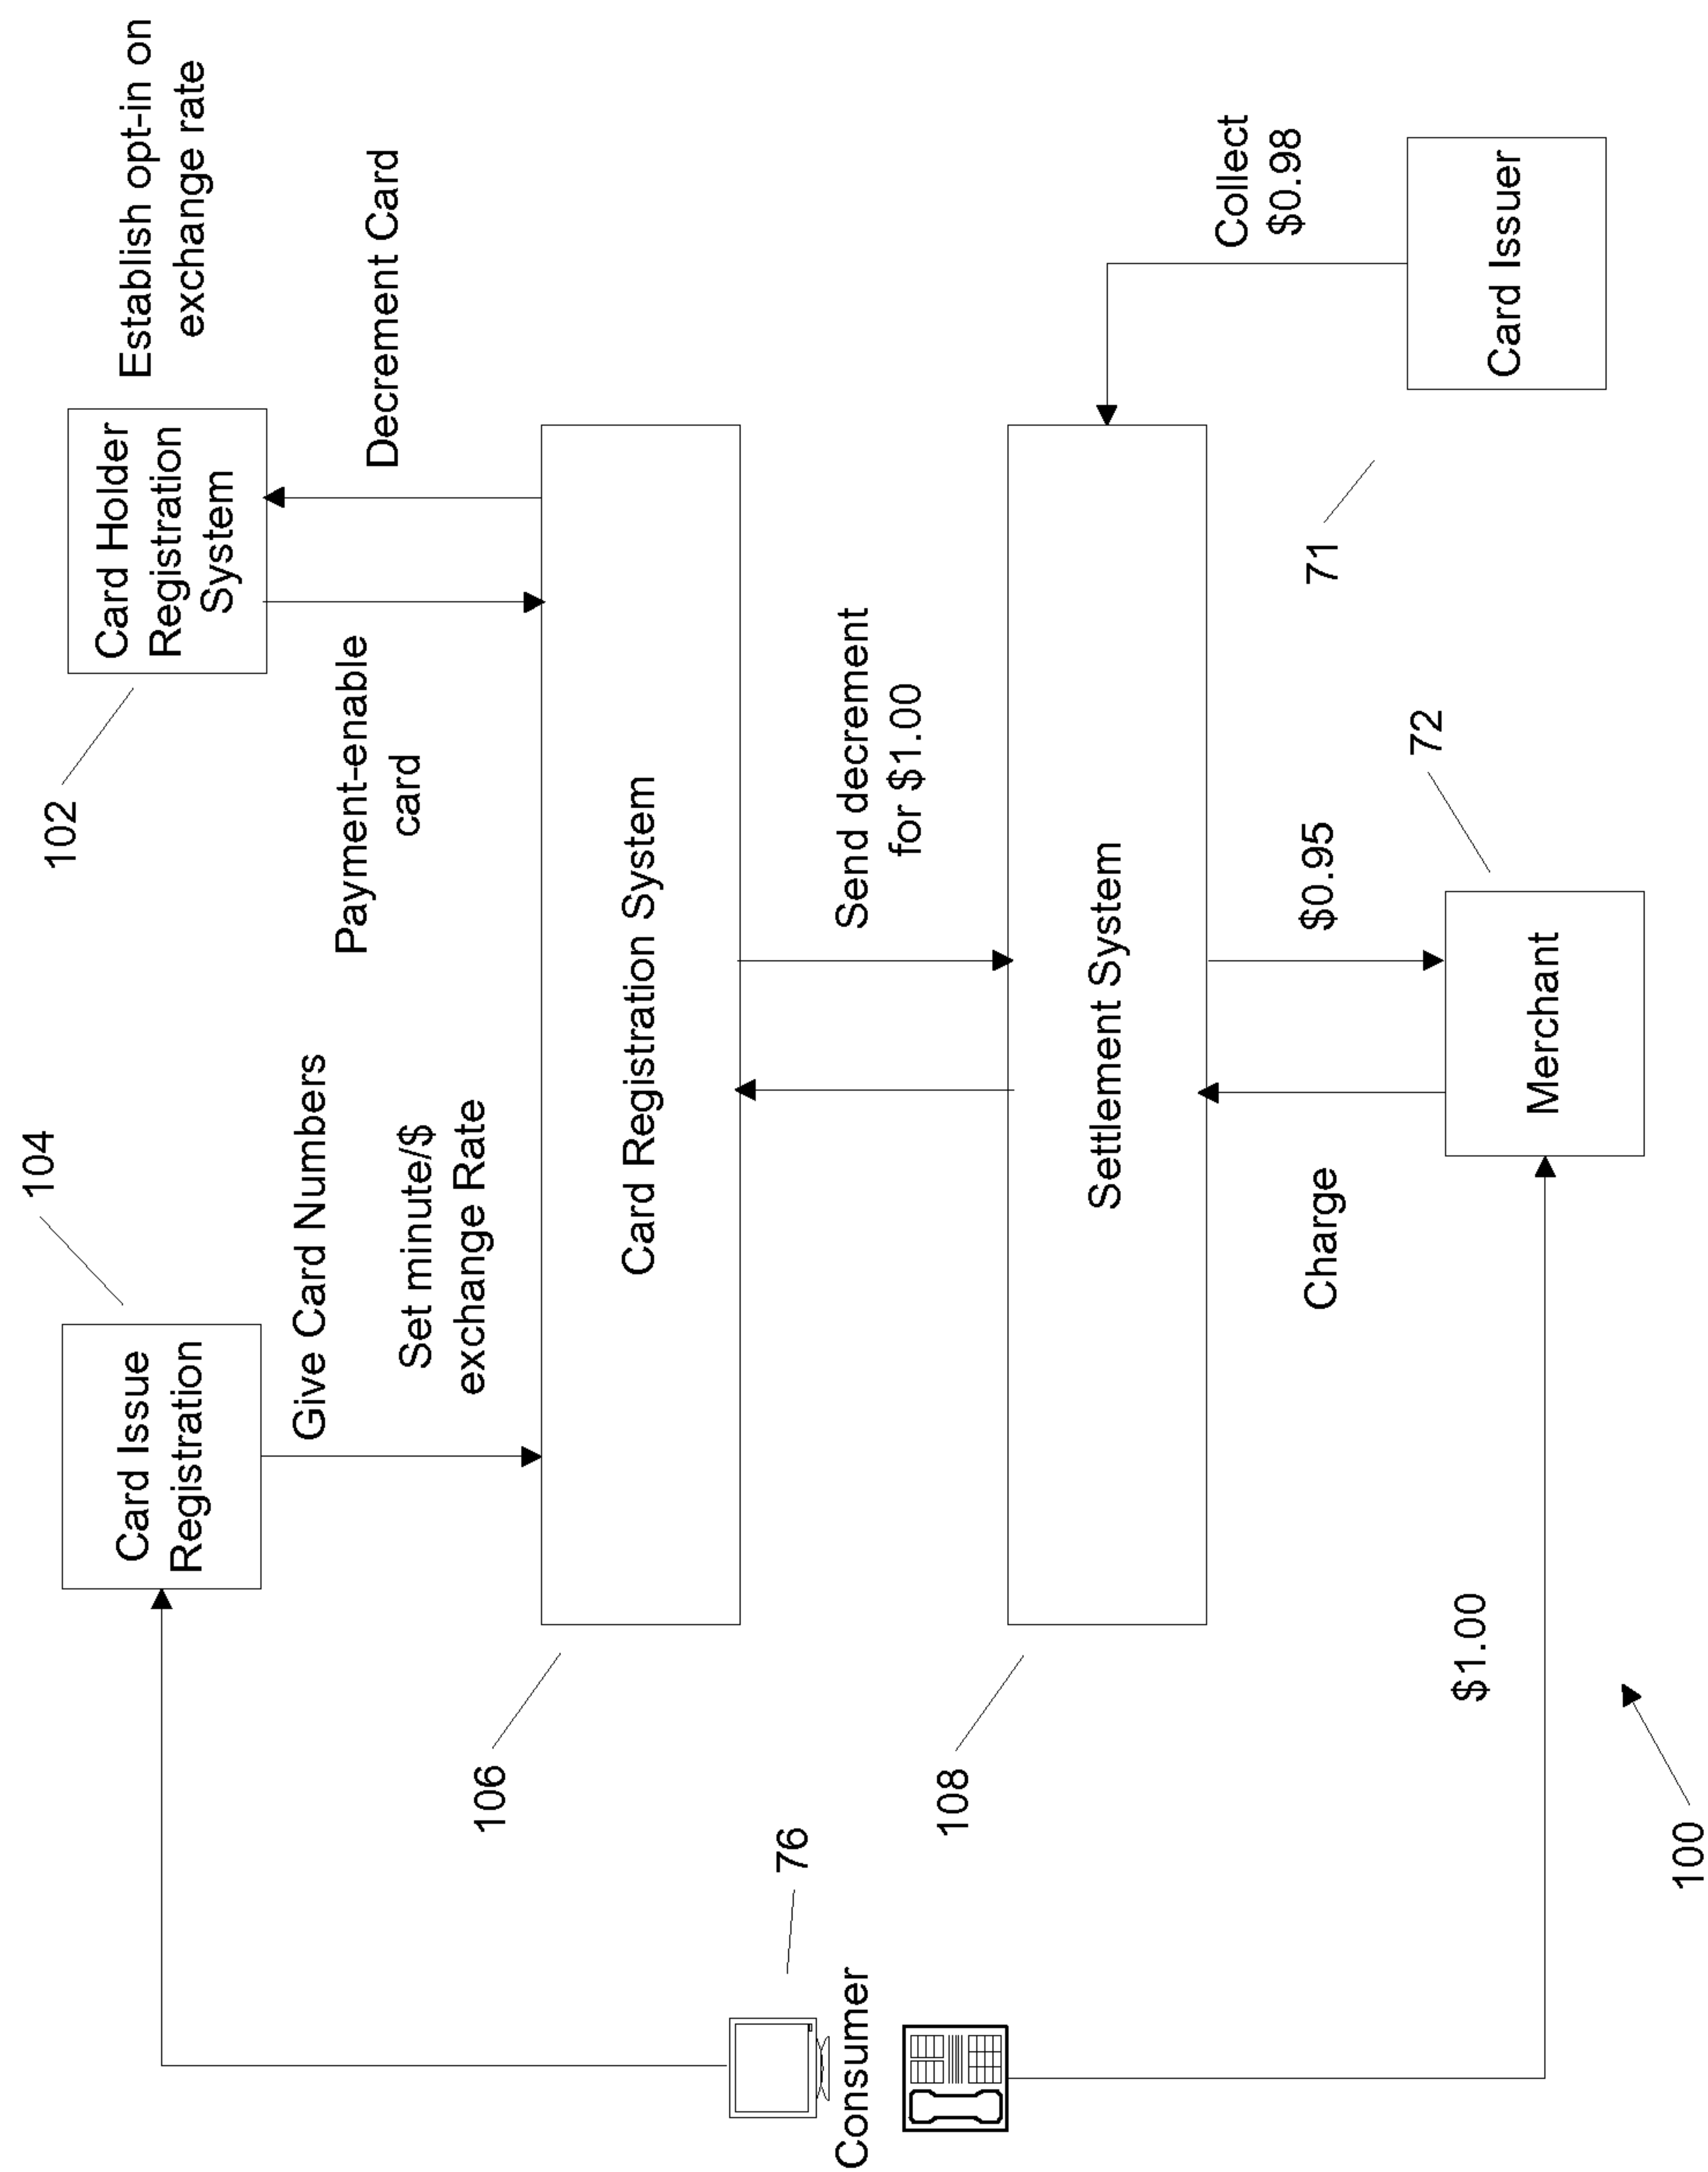 104
Card Issue
Registration
Give Card Numbers
Set minute/$
exchange Rate
102
Card Holder
Registration
System
Payment-enable
card
Establish opt-in on
exchange rate
Decrement Card
106
Card Registration System
Send decrement
for $1.00
76
Consumer
108
Settlement System
Charge
$0.95
72
71
Collect
$0.98
$1.00
Merchant
Card Issuer
100